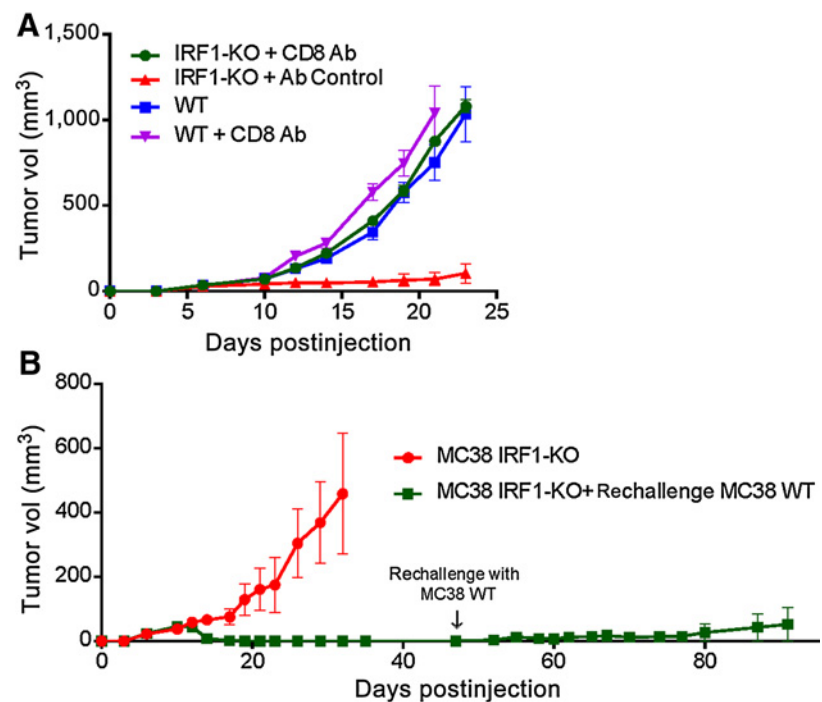 A
1,500
IRF1-KO + CD8 Ab
IRF1-KO + Ab Control
WT
WT + CD8 Ab
1,000
500
0
Tumor vol (mm³)
0 5 10 15 20 25
Days postinjection
B
800
600
400
200
0
Tumor vol (mm³)
MC38 IRF1-KO
MC38 IRF1-KO+Rechallenge MC38 WT
Rechallenge with
MC38 WT
0 20 40 60 80
Days postinjection